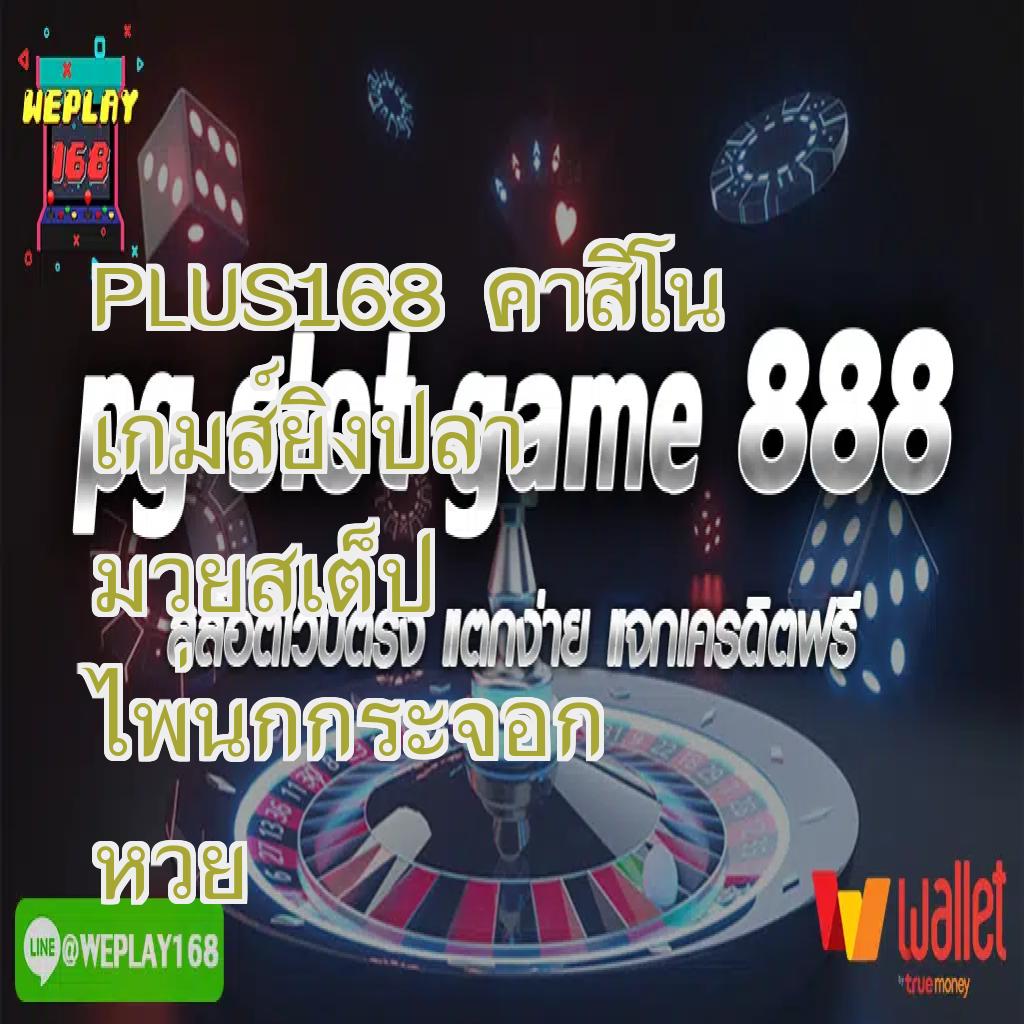 WEPLAY
168
PLUS168 คาสิโน
pg slot game 888
เกมส์ยิงปลา
มวยสเต็ป
สล็อตเว็บตรง แตกง่าย แจกเครดิตฟรี
ไพ่นกกระจอก
หวย
LINE @WEPLAY168
wallet
by truemoney